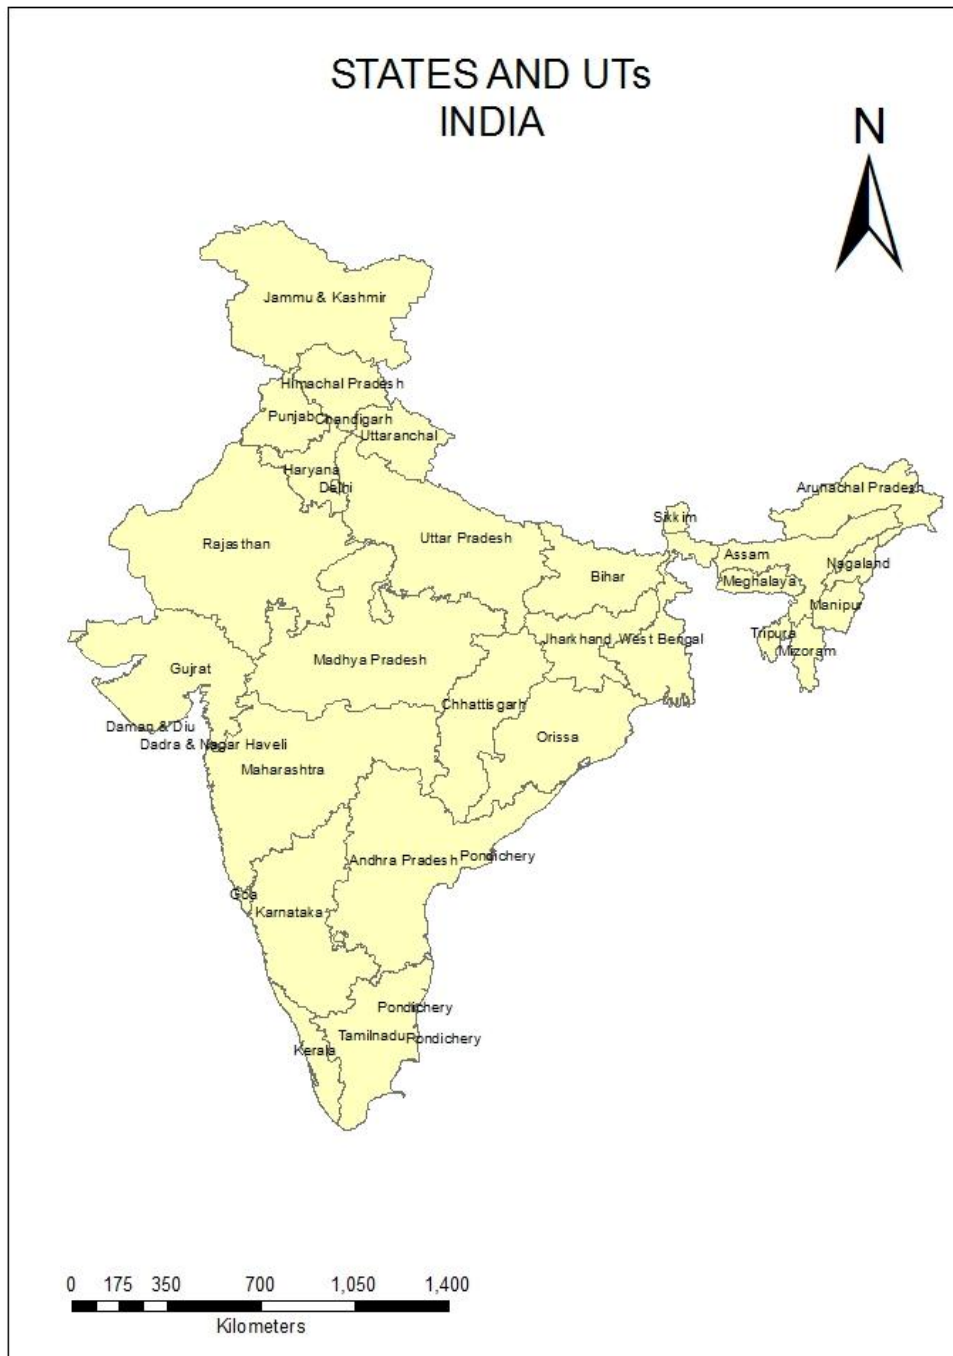 STATES AND UTs
INDIA
N
Jammu & Kashmir
Himachal Pradesh
Punjab
Chandigarh
Uttaranchal
Haryana
Delhi
Arunachal Pradesh
Sikkim
Rajasthan
Uttar Pradesh
Assam
Nagaland
Bihar
Meghalaya
Manipur
Tripura
Jharkhand
West Bengal
Mizoram
Gujrat
Madhya Pradesh
Chhattisgarh
Daman & Diu
Orissa
Dadra & Nagar Haveli
Maharashtra
Andhra Pradesh
Pondichery
Goa
Karnataka
Pondichery
Tamilnadu
Pondichery
Kerala
0 175 350 700 1,050 1,400
Kilometers